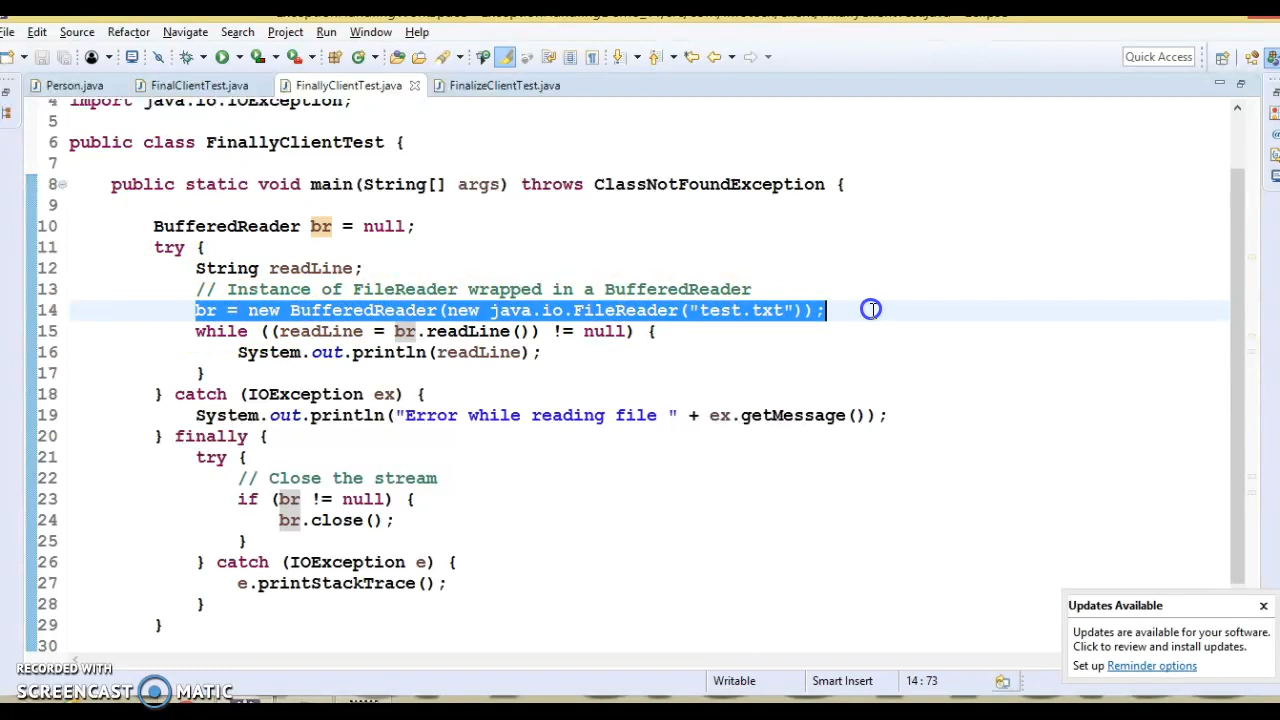 File Edit Source Refactor Navigate Search Project Run Window Help
Quick Access
Person.java FinalClientTest.java FinallyClientTest.java FinalizeClientTest.java
4 import java.io.IOException;
5
6 public class FinallyClientTest {
7
8 public static void main(String[] args) throws ClassNotFoundException {
9
10 BufferedReader br = null;
11 try {
12 String readLine;
13 // Instance of FileReader wrapped in a BufferedReader
14 br = new BufferedReader(new java.io.FileReader("test.txt"));
15 while ((readLine = br.readLine()) != null) {
16 System.out.println(readLine);
17 }
18 } catch (IOException ex) {
19 System.out.println("Error while reading file " + ex.getMessage());
20 } finally {
21 try {
22 // Close the stream
23 if (br != null) {
24 br.close();
25 }
26 } catch (IOException e) {
27 e.printStackTrace();
28 }
29 }
30
Updates Available
Updates are available for your software.
Click to review and install updates.
Set up Reminder options
RECORDED WITH
SCREENCAST MATIC
Writable Smart Insert 14 : 73